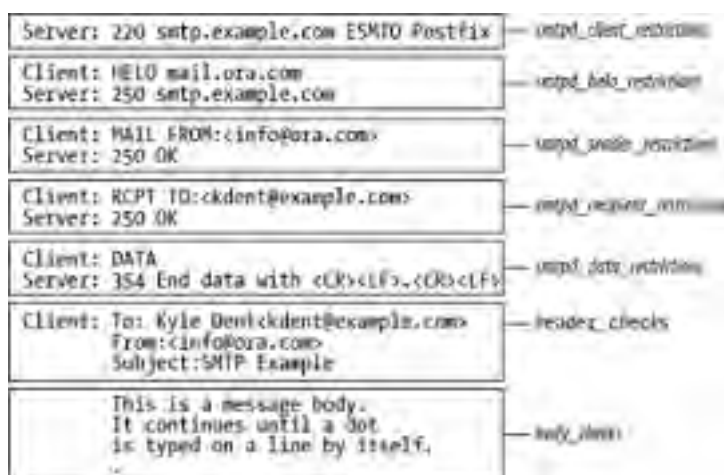 Server: 220 smtp.example.com ESMTO Postfix
smtpd_client_restrictions
Client: HELO mail.ora.com
smtpd_helo_restrictions
Server: 250 smtp.example.com
Client: MAIL FROM:<info@ora.com>
smtpd_sender_restrictions
Server: 250 OK
Client: RCPT TO:<kdent@example.com>
smtpd_recipient_restrictions
Server: 250 OK
Client: DATA
smtpd_data_restrictions
Server: 354 End data with <CR><LF>.<CR><LF>
Client: To: Kyle Dent<kdent@example.com>
header_checks
From:<info@ora.com>
Subject:SMTP Example
This is a message body.
It continues until a dot
is typed on a line by itself.
body_checks
.